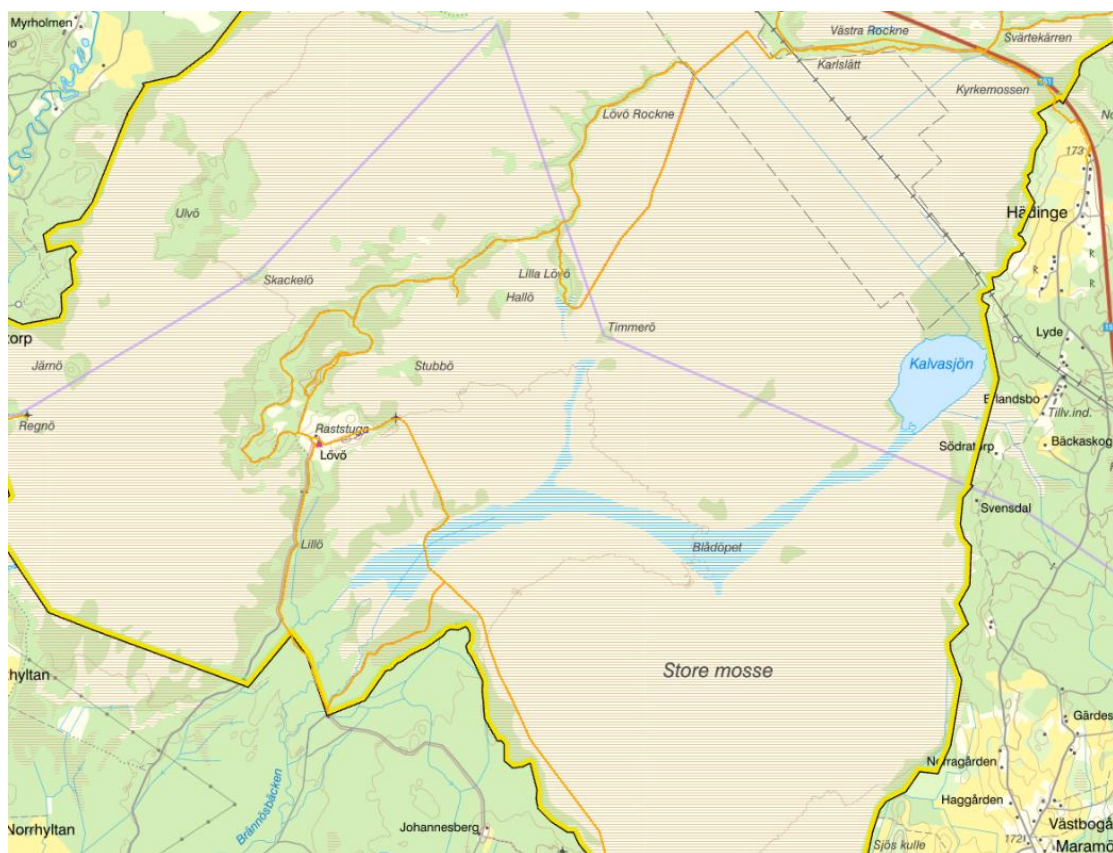 Myrholmen
Västra Rockne
Svärtekärren
Karlslätt
151
Kyrkemossen
Lövö Rockne
173
Ulvö
Hädinge
R
R
Skackelö
Lilla Lövö
Hallö
Timmerö
Lyde
torp
Järnö
Stubbö
Kalvasjön
Erlandsbo
Tillv.ind.
Regnö
Raststuga
Lövö
Södratorp
Bäckaskog
Svensdal
Lillö
Blådöpet
Store mosse
hyltan
Gärdes
Norragården
Brännösbäcken
Haggården
Norrhyltan
Johannesberg
Västbogå
172
Sjös kulle
Maramö